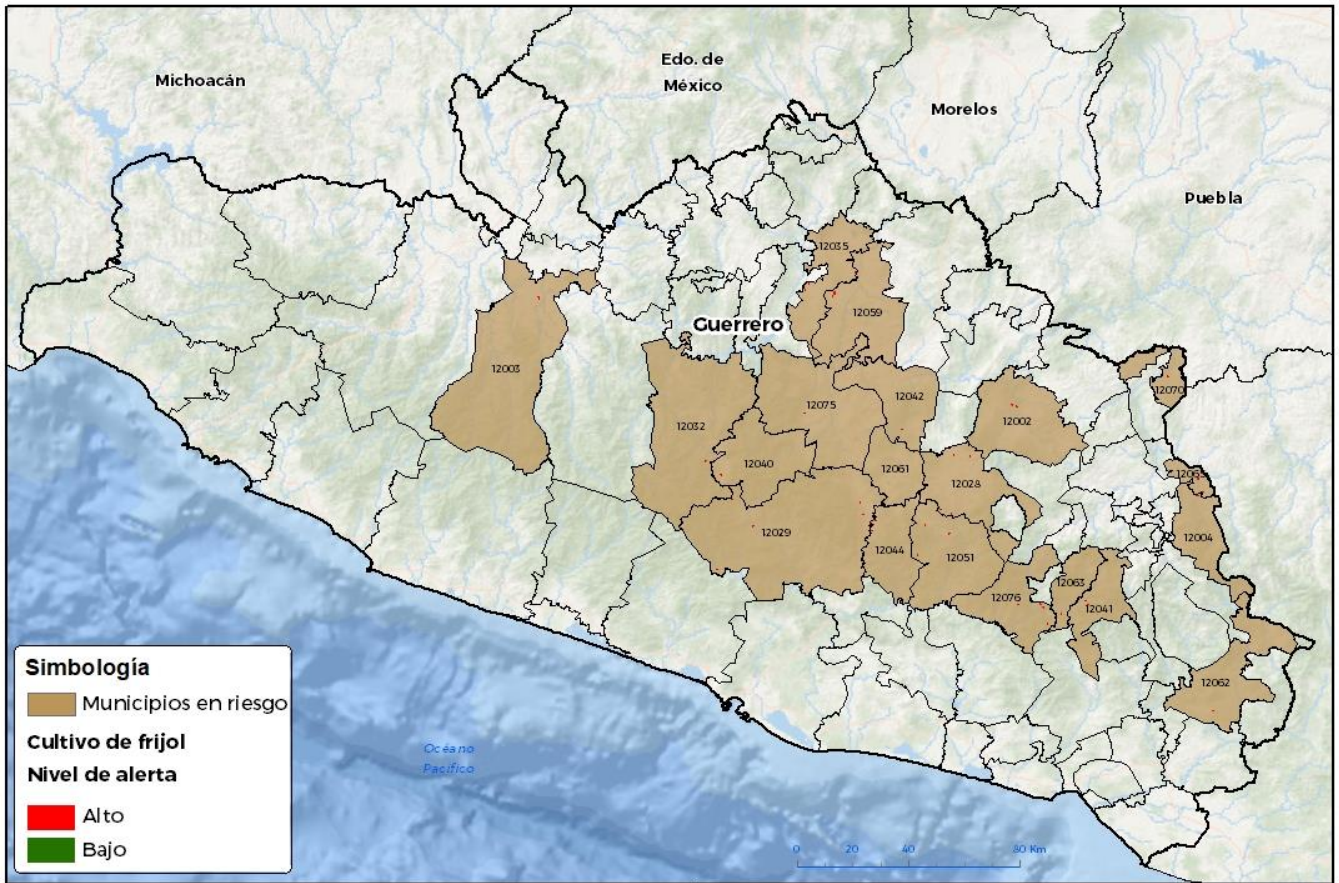 Michoacán
Edo. de
México
Morelos
Puebla
12035
Guerrero
12059
12003
12070
12042
12075
12002
12032
12040
12061
12028
12004
12029
12044
12051
12063
12076
12041
12062
Océano
Pacífico
Simbología
Municipios en riesgo
Cultivo de frijol
Nivel de alerta
Alto
Bajo
0 20 40 80 Km